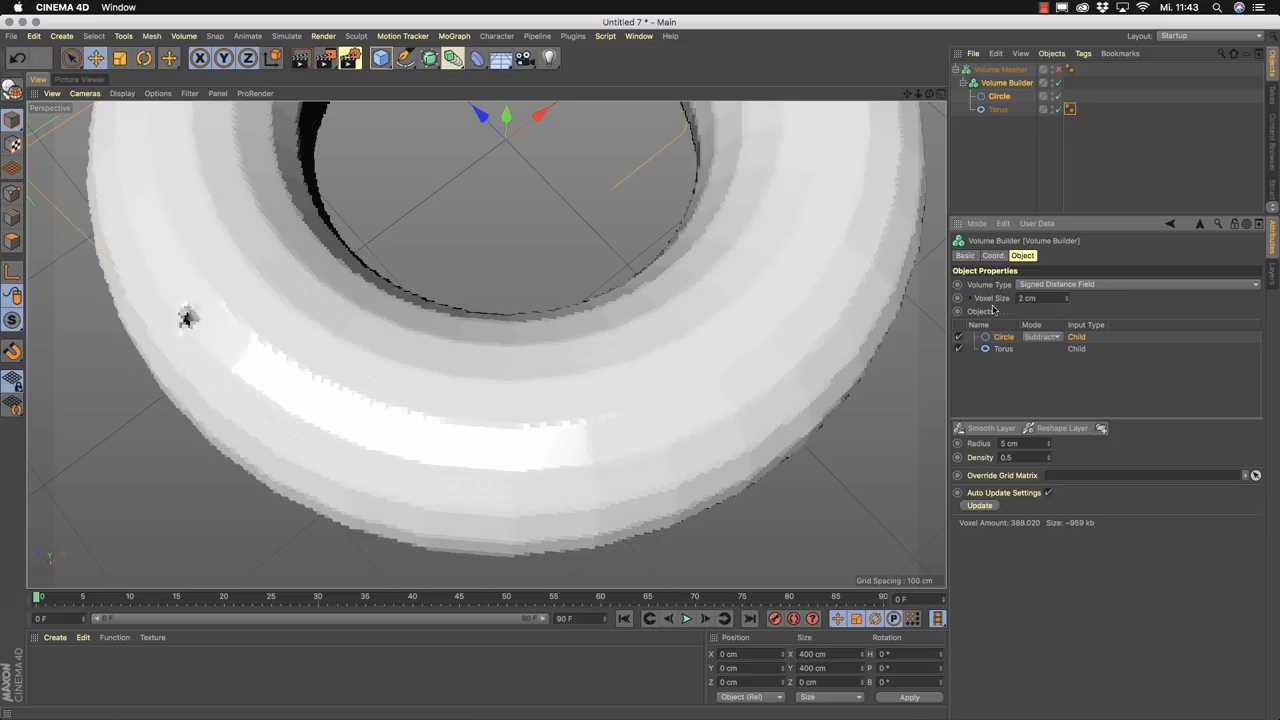 CINEMA 4D Window Mi. 11:43
Untitled 7 * - Main
File Edit Create Select Tools Mesh Volume Snap Animate Simulate Render Sculpt Motion Tracker MoGraph Character Pipeline Plugins Script Window Help
Layout: Startup
View Picture Viewer
View Cameras Display Options Filter Panel ProRender
Perspective
File Edit View Objects Tags Bookmarks
Volume Mesher
Volume Builder
Circle
Torus
Objects
Takes
Content Browser
Attributes
Layers
Mode Edit User Data
Volume Builder [Volume Builder]
Basic Coord. Object
Object Properties
Volume Type Signed Distance Field
Voxel Size 2 cm
Objects
Name Mode Input Type
Circle Subtract Child
Torus Child
Smooth Layer Reshape Layer
Radius 5 cm
Density 0.5
Override Grid Matrix
Auto Update Settings
Update
Voxel Amount: 388.020 Size: ~959 kb
Grid Spacing : 100 cm
0 5 10 15 20 25 30 35 40 45 50 55 60 65 70 75 80 85 90
0 F
0 F 0 F 90 F 90 F
Create Edit Function Texture
Position Size Rotation
X 0 cm X 400 cm H 0 °
Y 0 cm Y 400 cm P 0 °
Z 0 cm Z 0 cm B 0 °
Object (Rel) Size Apply
MAXON CINEMA 4D